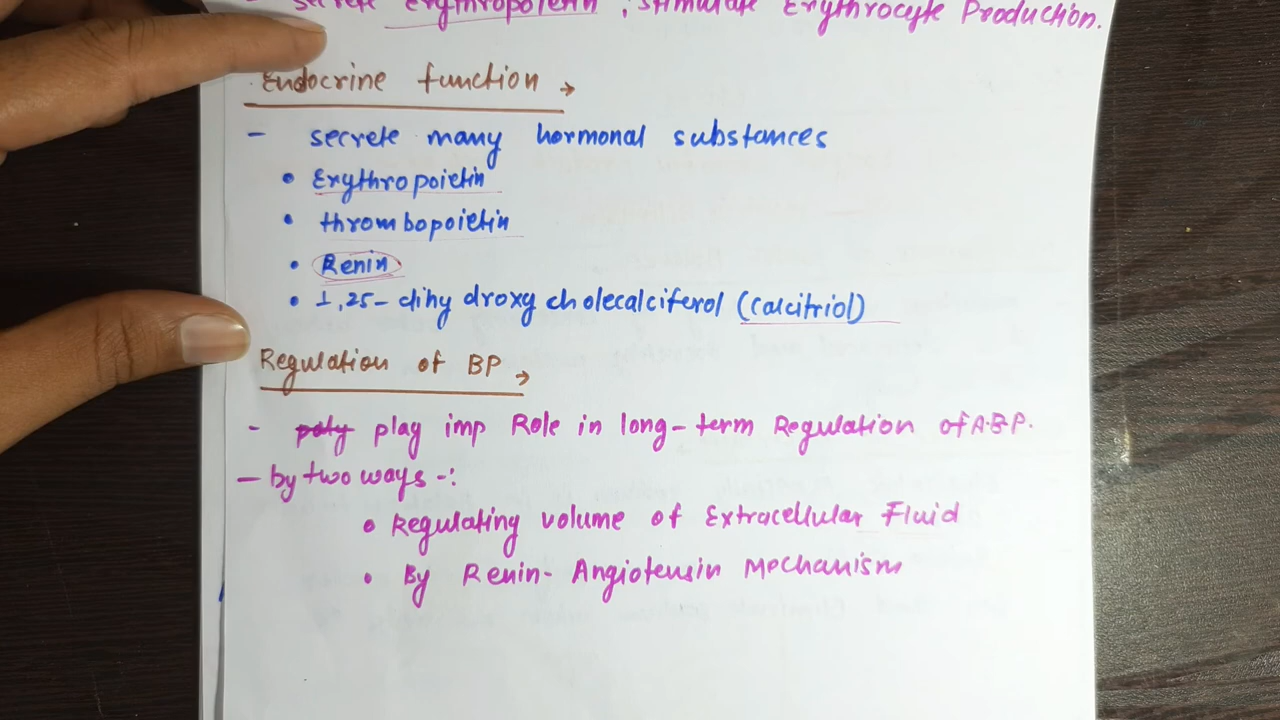 - secrete erythropoietin , stimulate Erythrocyte Production.
Endocrine function →
- secrete many hormonal substances
• Erythropoietin
• thrombopoietin
• Renin
• 1,25-dihydroxy cholecalciferol (calcitriol)
Regulation of BP →
- poly play imp Role in long-term Regulation of A.B.P.
- by two ways -:
• Regulating volume of Extracellular Fluid
• By Renin- Angiotensin Mechanism